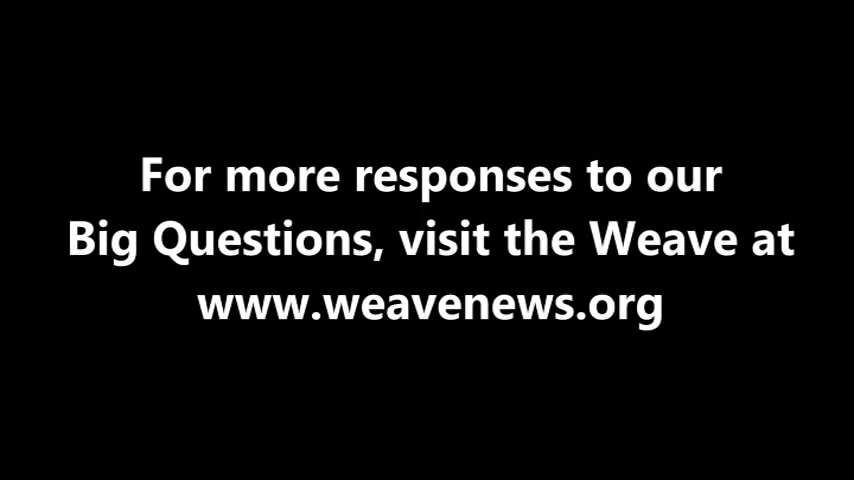 For more responses to our
Big Questions, visit the Weave at
www.weavenews.org